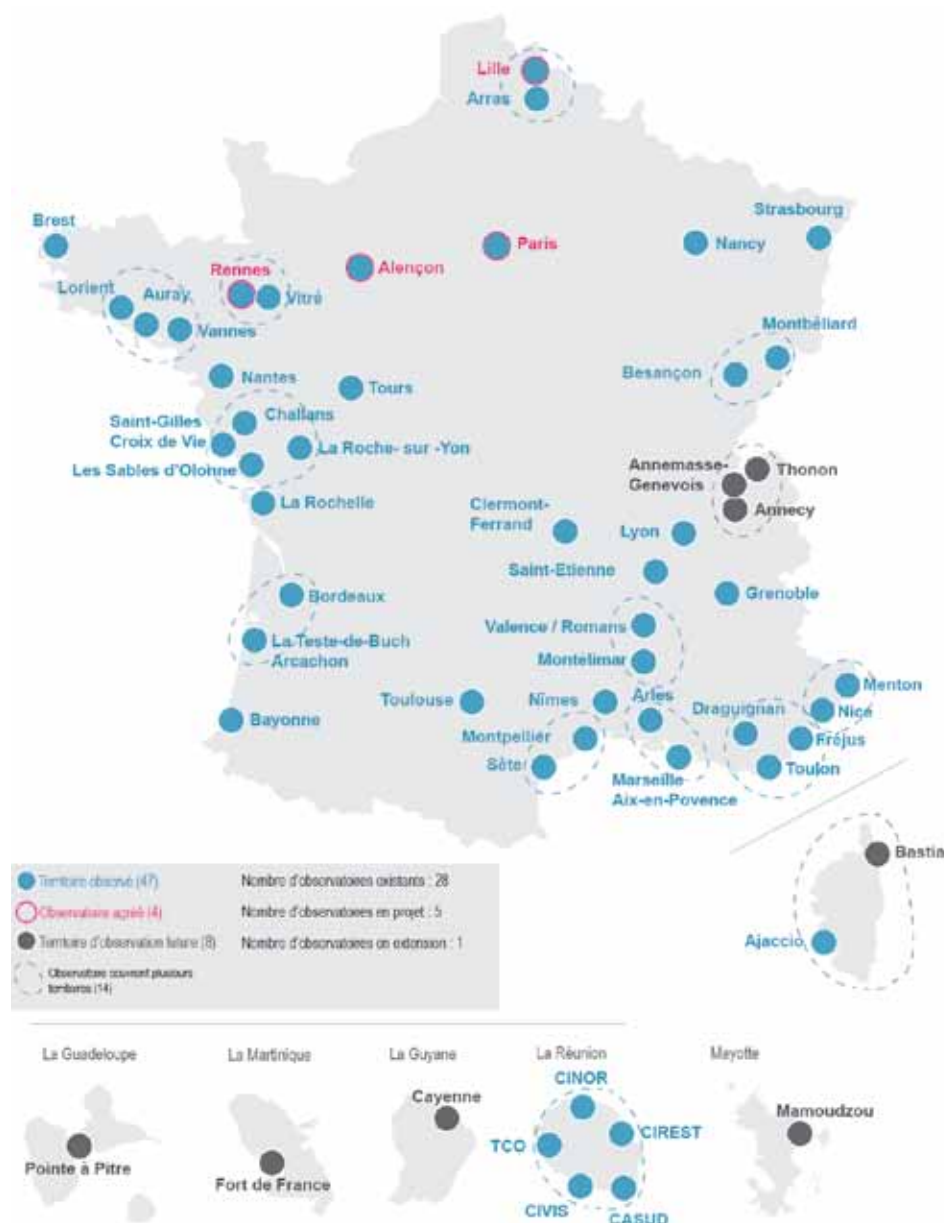 Lille
Arras
Strasbourg
Brest
Paris
Nancy
Rennes
Alençon
Lorient
Auray
Vitré
Vannes
Montbéliard
Besançon
Nantes
Tours
Saint-Gilles
Croix de Vie
Challans
La Roche- sur -Yon
Les Sables d'Olonne
Annemasse-
Genevois
Thonon
Annecy
La Rochelle
Clermont-
Ferrand
Lyon
Saint-Etienne
Grenoble
Bordeaux
Valence / Romans
La Teste-de-Buch
Arcachon
Montélimar
Menton
Toulouse
Nîmes
Arles
Draguignan
Nice
Bayonne
Montpellier
Fréjus
Sète
Marseille
Aix-en-Povence
Toulon
Bastia
Ajaccio
Territoire observé (47)
Nombre d'observatoires existants : 28
Observatoire agréé (4)
Nombre d'observatoires en projet : 5
Territoire d'observation future (8)
Nombre d'observatoires en extension : 1
Observatoire couvrant plusieurs
territoires (14)
La Guadeloupe
La Martinique
La Guyane
La Réunion
Mayotte
Pointe à Pitre
Fort de France
Cayenne
CINOR
TCO
CIREST
CIVIS
CASUD
Mamoudzou